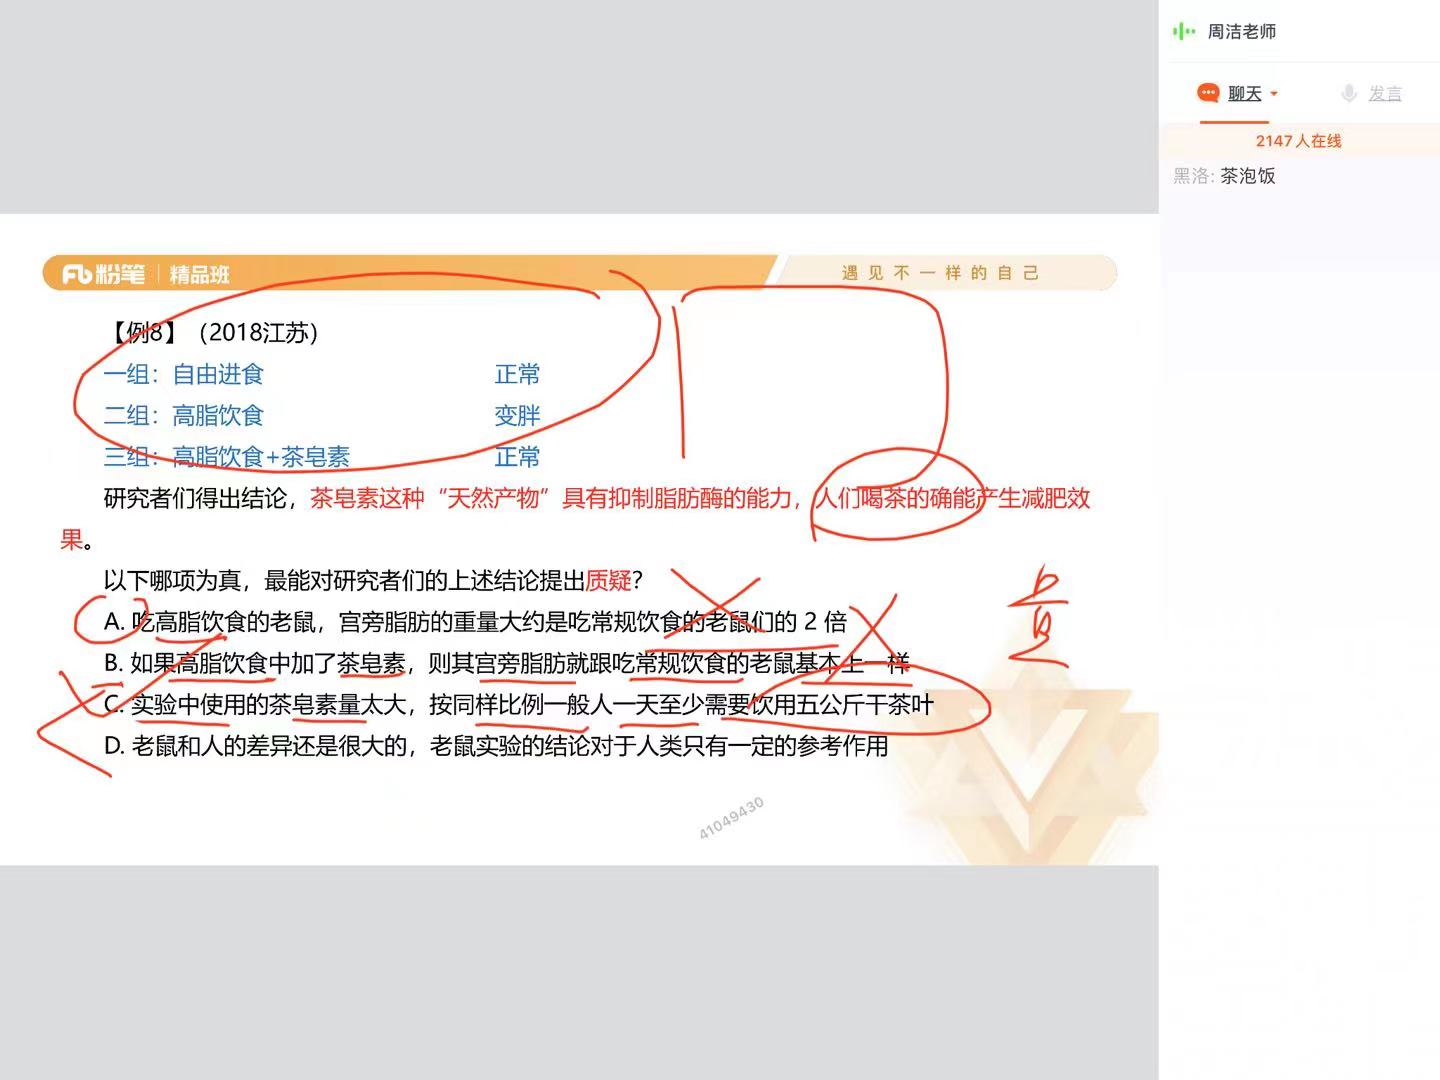 周洁老师
聊天
发言
2147人在线
黑洛: 茶泡饭
粉笔 | 精品班
遇见不一样的自己
【例8】（2018江苏）
一组：自由进食 正常
二组：高脂饮食 变胖
三组：高脂饮食+茶皂素 正常
研究者们得出结论，茶皂素这种“天然产物”具有抑制脂肪酶的能力，人们喝茶的确能产生减肥效
果。
以下哪项为真，最能对研究者们的上述结论提出质疑？
A. 吃高脂饮食的老鼠，宫旁脂肪的重量大约是吃常规饮食的老鼠们的 2 倍
B. 如果高脂饮食中加了茶皂素，则其宫旁脂肪就跟吃常规饮食的老鼠基本上一样
C. 实验中使用的茶皂素量太大，按同样比例一般人一天至少需要饮用五公斤干茶叶
D. 老鼠和人的差异还是很大的，老鼠实验的结论对于人类只有一定的参考作用
41049430